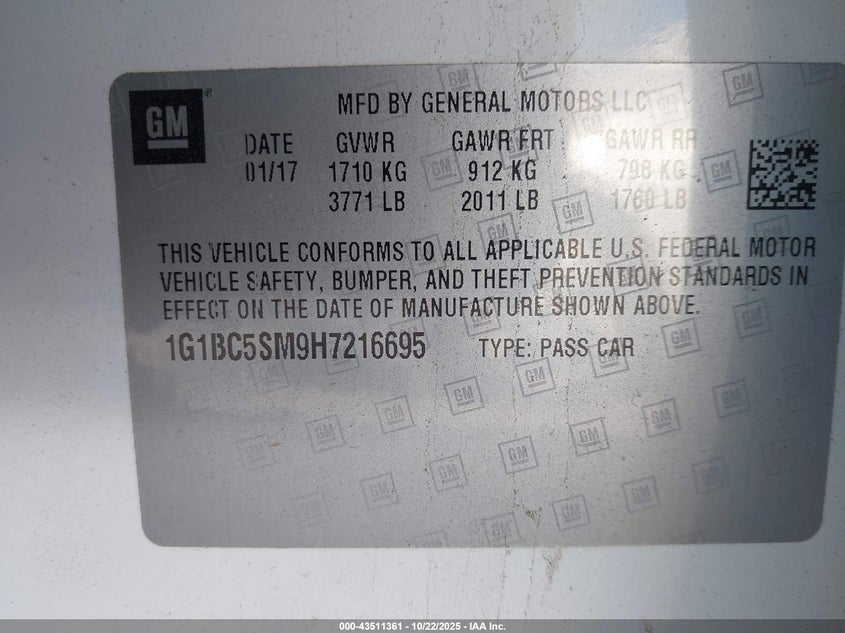 GM
MFD BY GENERAL MOTORS LLC
DATE GVWR GAWR FRT GAWR RR
01/17 1710 KG 912 KG 798 KG
3771 LB 2011 LB 1760 LB
THIS VEHICLE CONFORMS TO ALL APPLICABLE U.S. FEDERAL MOTOR
VEHICLE SAFETY, BUMPER, AND THEFT PREVENTION STANDARDS IN
EFFECT ON THE DATE OF MANUFACTURE SHOWN ABOVE.
1G1BC5SM9H7216695 TYPE: PASS CAR
000-43511361 - 10/22/2025 - IAA Inc.